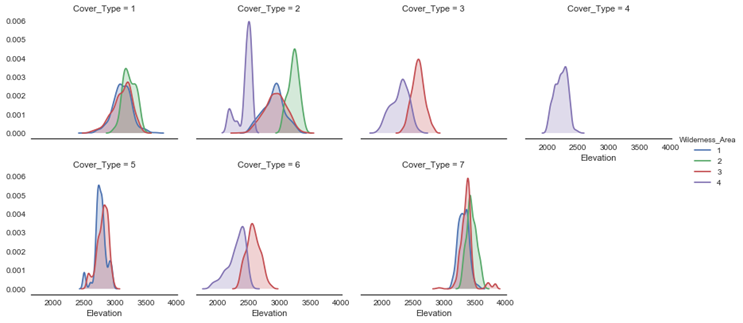 Cover_Type = 1
Cover_Type = 2
Cover_Type = 3
Cover_Type = 4
0.006
0.005
0.004
0.003
0.002
0.001
0.000
2000 2500 3000 3500 4000
Elevation
Wilderness_Area
1
2
3
4
Cover_Type = 5
Cover_Type = 6
Cover_Type = 7
0.006
0.005
0.004
0.003
0.002
0.001
0.000
2000 2500 3000 3500 4000
Elevation
2000 2500 3000 3500 4000
Elevation
2000 2500 3000 3500 4000
Elevation